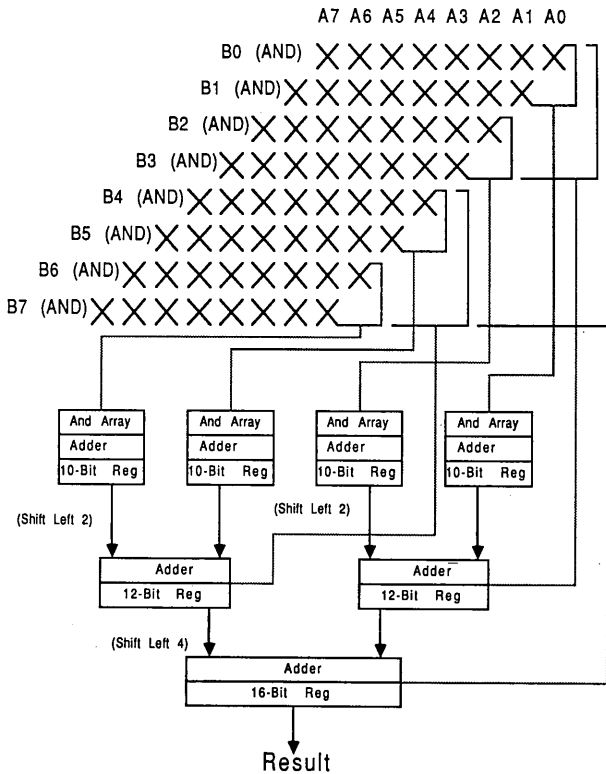 A7 A6 A5 A4 A3 A2 A1 A0
B0 (AND)
B1 (AND)
B2 (AND)
B3 (AND)
B4 (AND)
B5 (AND)
B6 (AND)
B7 (AND)
And Array And Array And Array And Array
Adder Adder Adder Adder
10-Bit Reg 10-Bit Reg 10-Bit Reg 10-Bit Reg
(Shift Left 2) (Shift Left 2)
Adder Adder
12-Bit Reg 12-Bit Reg
(Shift Left 4)
Adder
16-Bit Reg
Result